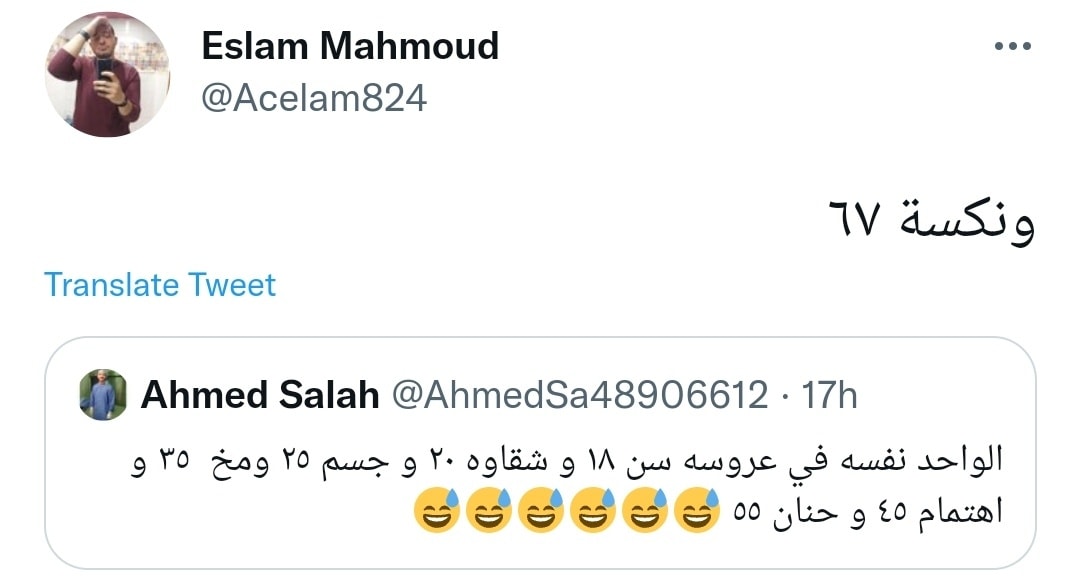 Eslam Mahmoud
@Acelam824
ونكسة ٦٧
Translate Tweet
Ahmed Salah @AhmedSa48906612 · 17h
الواحد نفسه في عروسه سن ١٨ و شقاوه ٢٠ و جسم ٢٥ ومخ ٣٥ و
اهتمام ٤٥ و حنان ٥٥ 😅😅😅😅😅😅